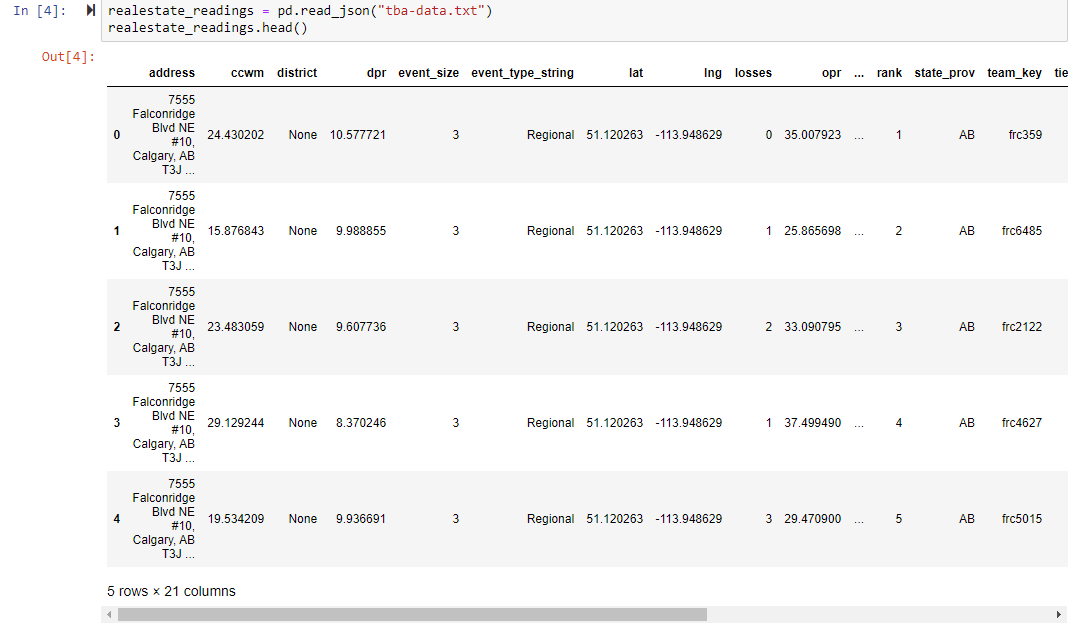 In [4]: realestate_readings = pd.read_json("tba-data.txt")
realestate_readings.head()
Out[4]:
address ccwm district dpr event_size event_type_string lat lng losses opr ... rank state_prov team_key tie
0 7555 Falconridge Blvd NE #10, Calgary, AB T3J ... 24.430202 None 10.577721 3 Regional 51.120263 -113.948629 0 35.007923 ... 1 AB frc359
1 7555 Falconridge Blvd NE #10, Calgary, AB T3J ... 15.876843 None 9.988855 3 Regional 51.120263 -113.948629 1 25.865698 ... 2 AB frc6485
2 7555 Falconridge Blvd NE #10, Calgary, AB T3J ... 23.483059 None 9.607736 3 Regional 51.120263 -113.948629 2 33.090795 ... 3 AB frc2122
3 7555 Falconridge Blvd NE #10, Calgary, AB T3J ... 29.129244 None 8.370246 3 Regional 51.120263 -113.948629 1 37.499490 ... 4 AB frc4627
4 7555 Falconridge Blvd NE #10, Calgary, AB T3J ... 19.534209 None 9.936691 3 Regional 51.120263 -113.948629 3 29.470900 ... 5 AB frc5015
5 rows × 21 columns